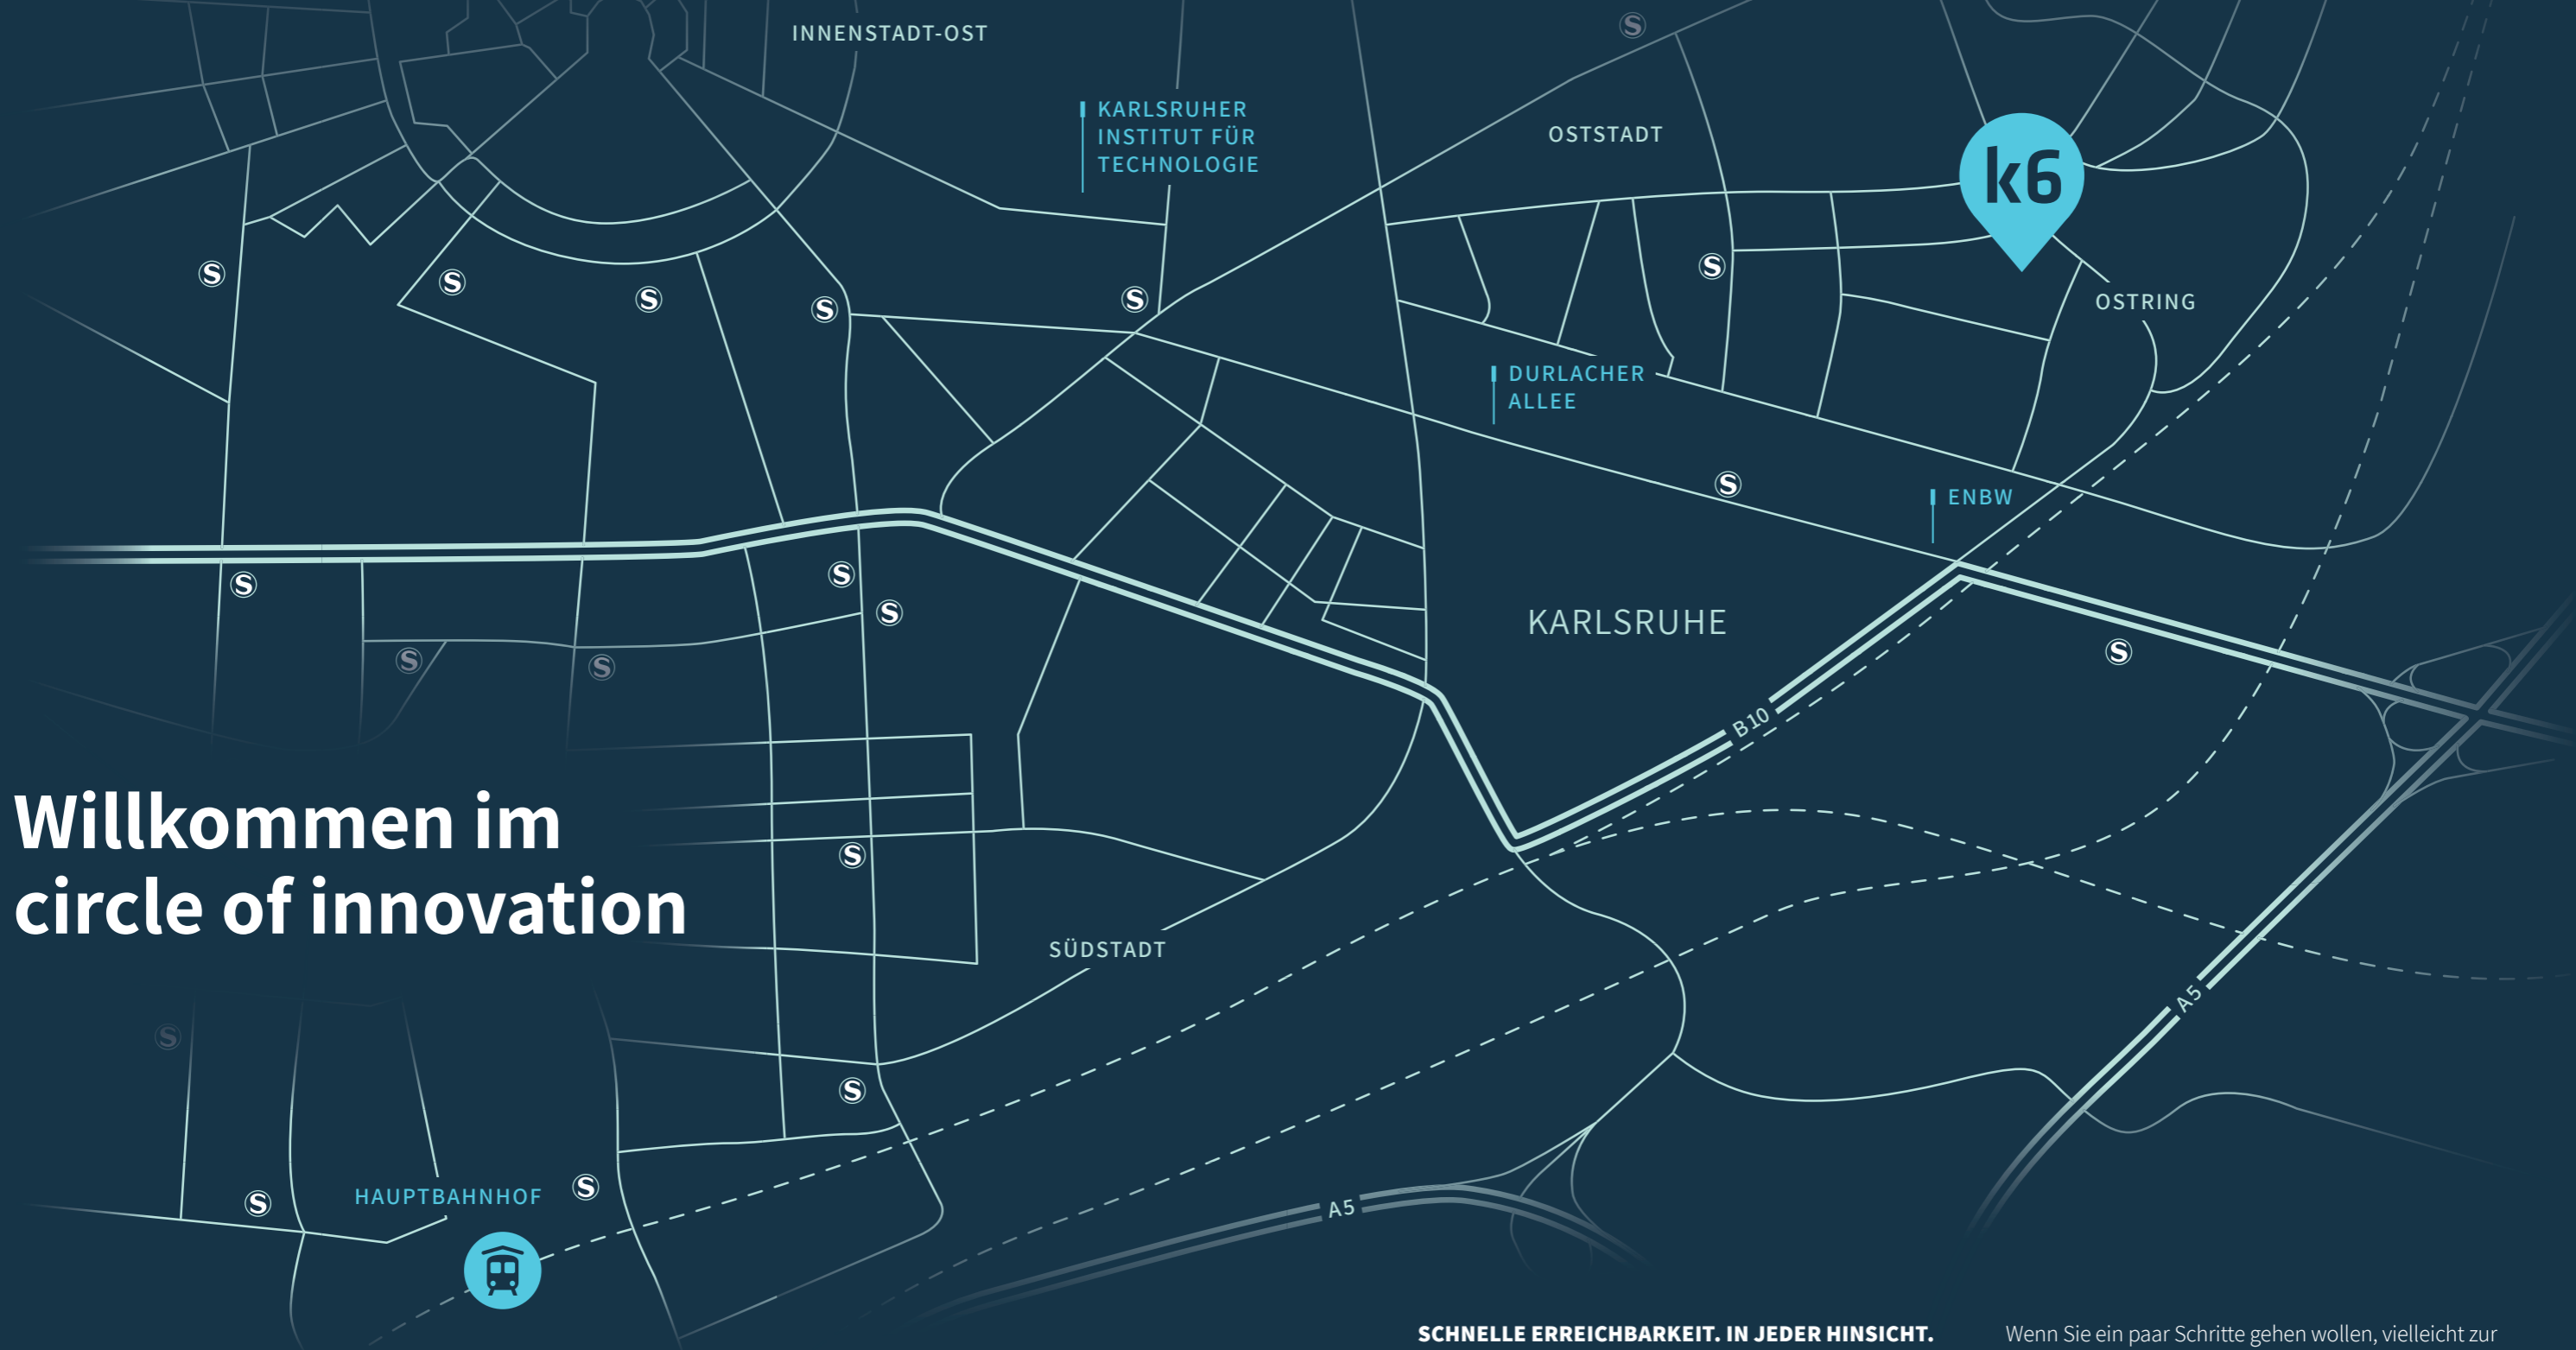 INNENSTADT-OST
S
KARLSRUHER
INSTITUT FÜR
TECHNOLOGIE
OSTSTADT
k6
S
S
S
S
S
S
S
OSTRING
DURLACHER
ALLEE
S
ENBW
S
S
S
KARLSRUHE
S
S
S
B10
Willkommen im
circle of innovation
S
SÜDSTADT
A5
S
S
HAUPTBAHNHOF
S
S
A5
SCHNELLE ERREICHBARKEIT. IN JEDER HINSICHT.
Wenn Sie ein paar Schritte gehen wollen, vielleicht zur